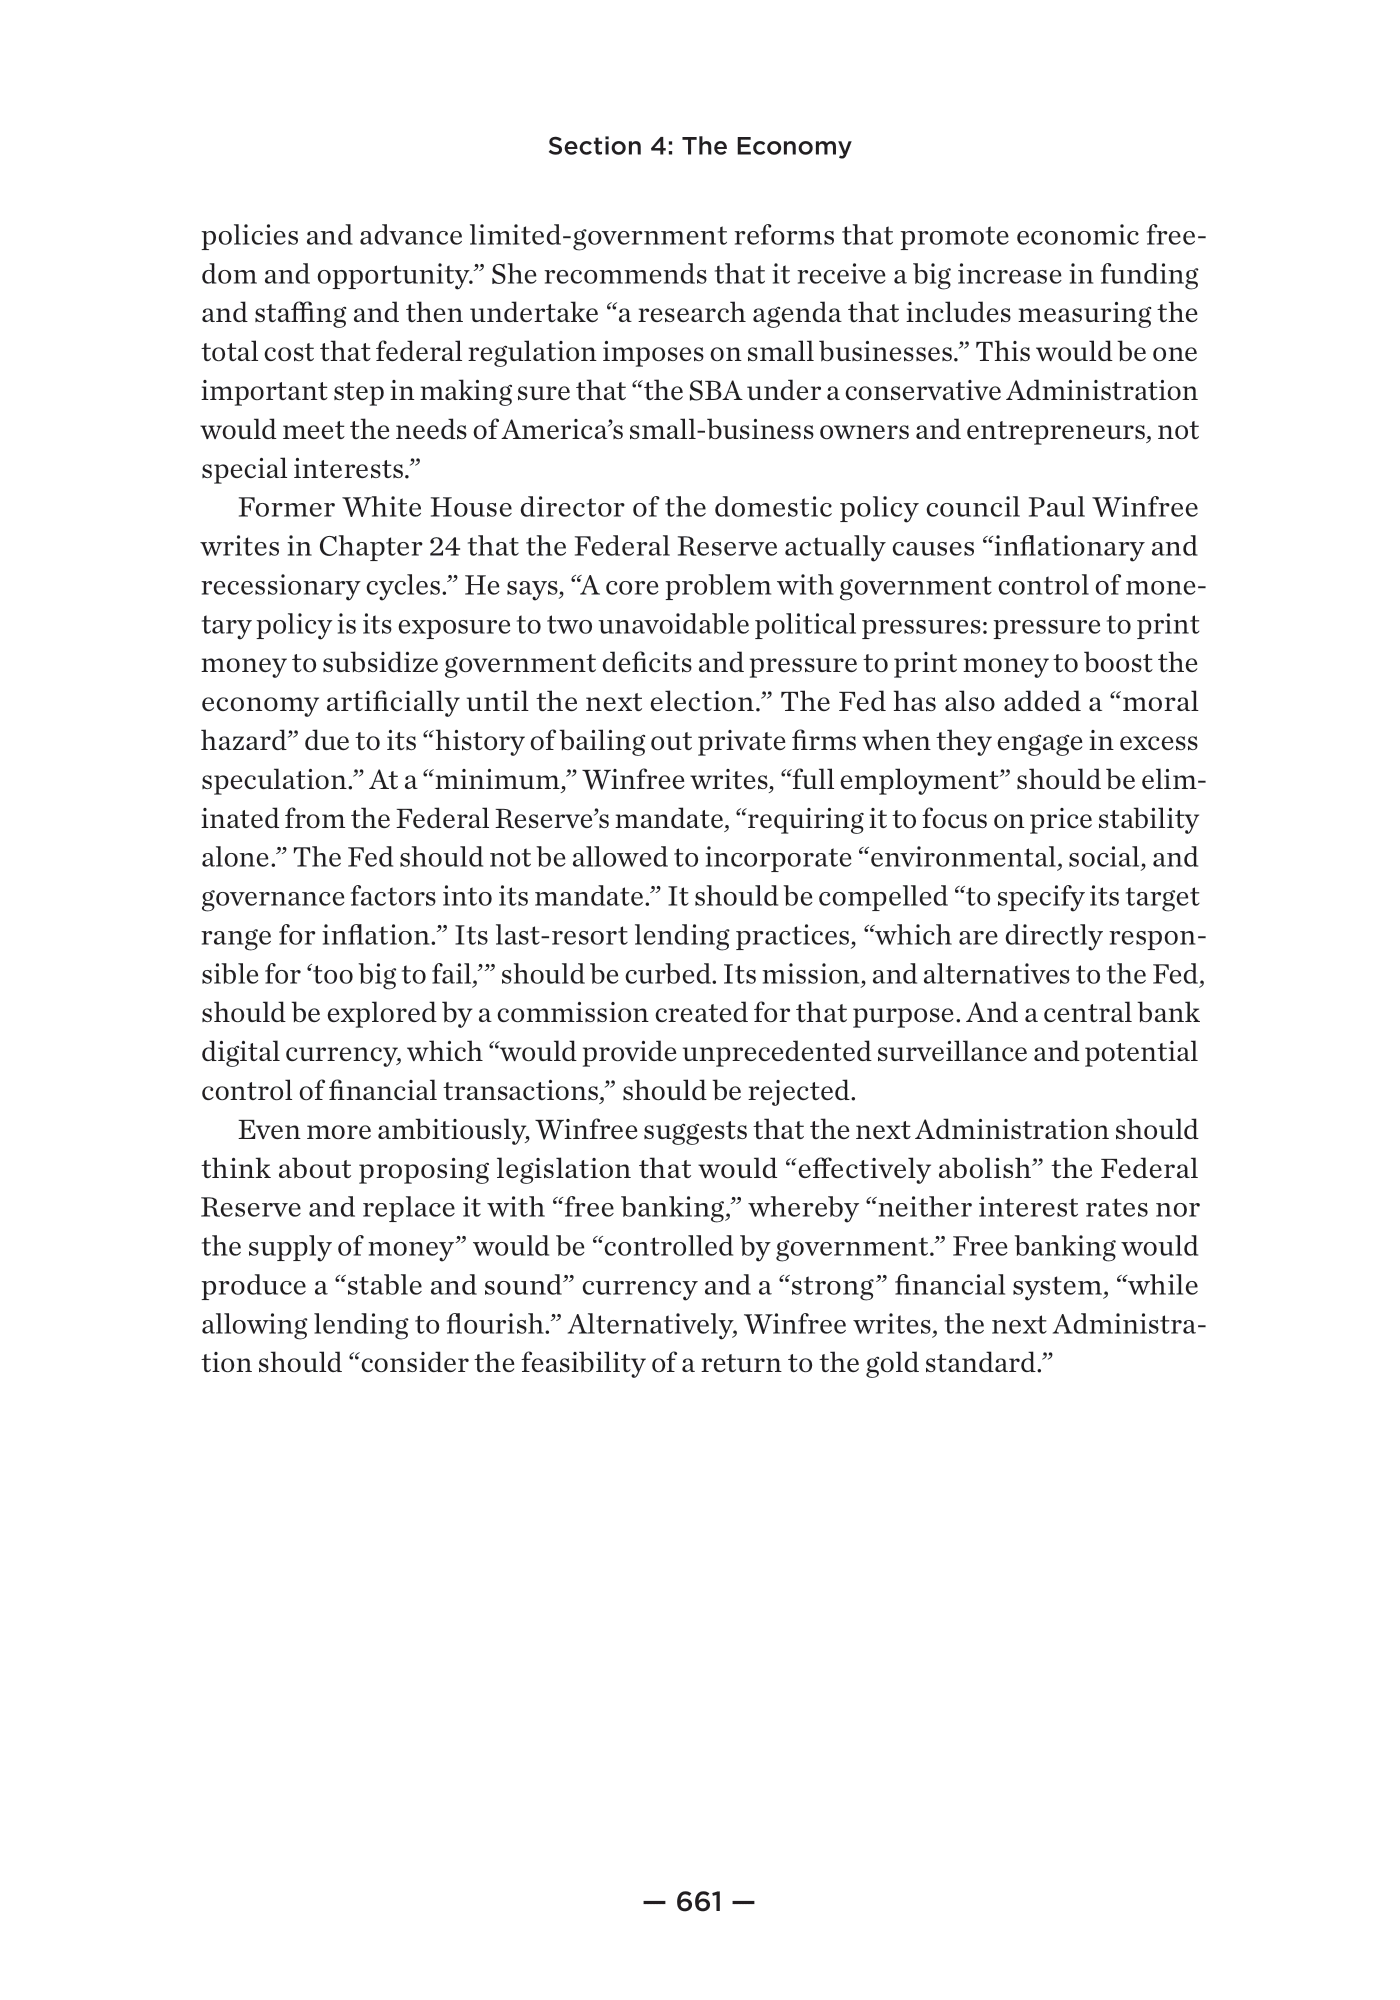 Section 4: The Economy
policies and advance limited-government reforms that promote economic free-
dom and opportunity.” She recommends that it receive a big increase in funding
and staffing and then undertake “a research agenda that includes measuring the
total cost that federal regulation imposes on small businesses.” This would be one
important step in making sure that “the SBA under a conservative Administration
would meet the needs of America’s small-business owners and entrepreneurs, not
special interests.”
Former White House director of the domestic policy council Paul Winfree
writes in Chapter 24 that the Federal Reserve actually causes “inflationary and
recessionary cycles.” He says, “A core problem with government control of mone-
tary policy is its exposure to two unavoidable political pressures: pressure to print
money to subsidize government deficits and pressure to print money to boost the
economy artificially until the next election.” The Fed has also added a “moral
hazard” due to its “history of bailing out private firms when they engage in excess
speculation.” At a “minimum,” Winfree writes, “full employment” should be elim-
inated from the Federal Reserve’s mandate, “requiring it to focus on price stability
alone.” The Fed should not be allowed to incorporate “environmental, social, and
governance factors into its mandate.” It should be compelled “to specify its target
range for inflation.” Its last-resort lending practices, “which are directly respon-
sible for ‘too big to fail,’” should be curbed. Its mission, and alternatives to the Fed,
should be explored by a commission created for that purpose. And a central bank
digital currency, which “would provide unprecedented surveillance and potential
control of financial transactions,” should be rejected.
Even more ambitiously, Winfree suggests that the next Administration should
think about proposing legislation that would “effectively abolish” the Federal
Reserve and replace it with “free banking,” whereby “neither interest rates nor
the supply of money” would be “controlled by government.” Free banking would
produce a “stable and sound” currency and a “strong” financial system, “while
allowing lending to flourish.” Alternatively, Winfree writes, the next Administra-
tion should “consider the feasibility of a return to the gold standard.”
— 661 —